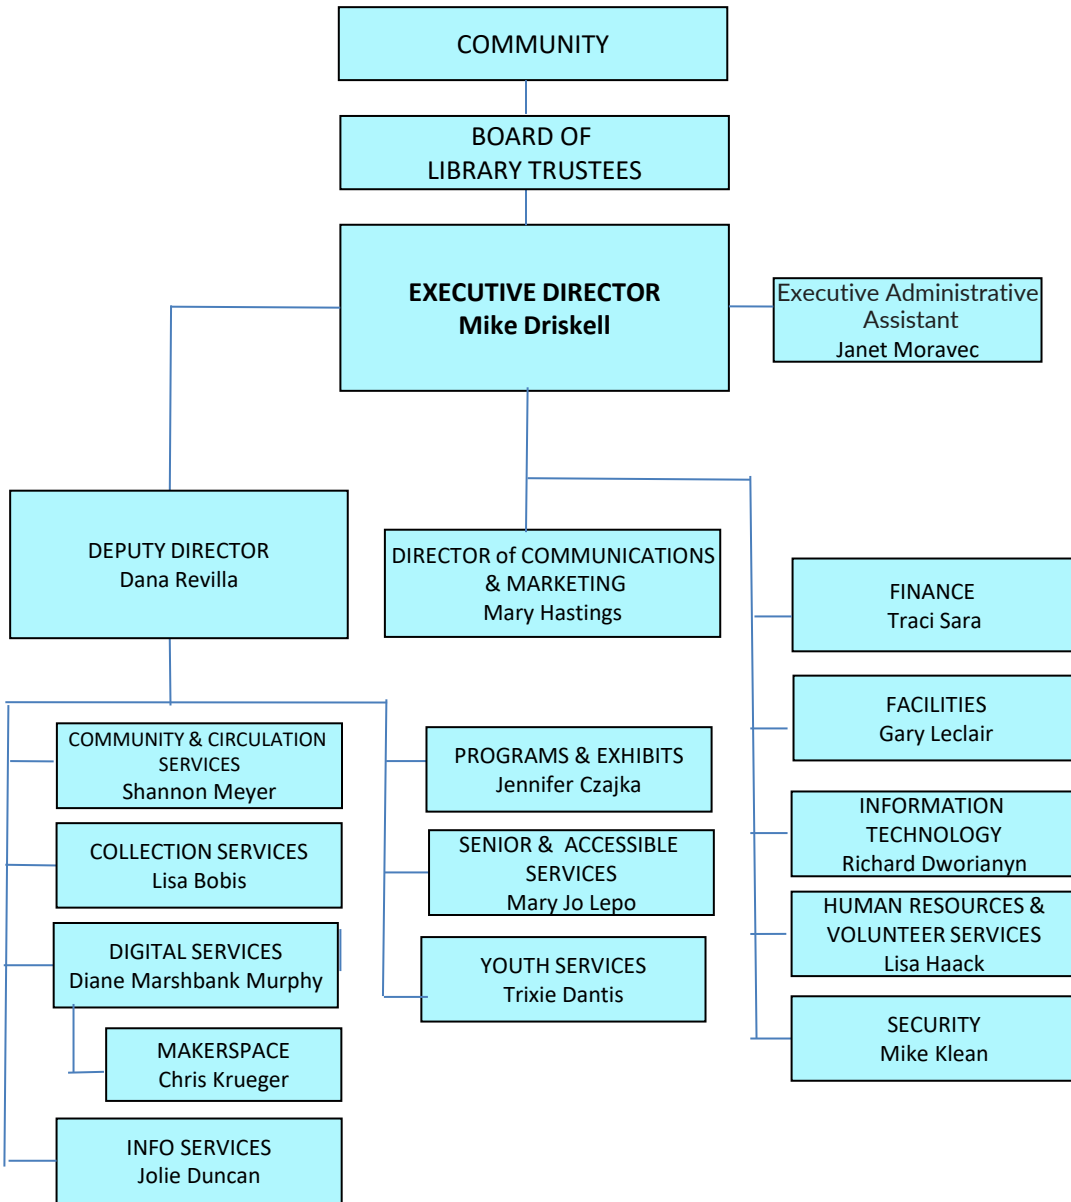 COMMUNITY
BOARD OF
LIBRARY TRUSTEES
EXECUTIVE DIRECTOR
Mike Driskell
Executive Administrative
Assistant
Janet Moravec
DEPUTY DIRECTOR
Dana Revilla
DIRECTOR of COMMUNICATIONS
& MARKETING
Mary Hastings
FINANCE
Traci Sara
FACILITIES
Gary Leclair
INFORMATION
TECHNOLOGY
Richard Dworianyn
HUMAN RESOURCES &
VOLUNTEER SERVICES
Lisa Haack
SECURITY
Mike Klean
COMMUNITY & CIRCULATION
SERVICES
Shannon Meyer
COLLECTION SERVICES
Lisa Bobis
DIGITAL SERVICES
Diane Marshbank Murphy
MAKERSPACE
Chris Krueger
INFO SERVICES
Jolie Duncan
PROGRAMS & EXHIBITS
Jennifer Czajka
SENIOR & ACCESSIBLE
SERVICES
Mary Jo Lepo
YOUTH SERVICES
Trixie Dantis